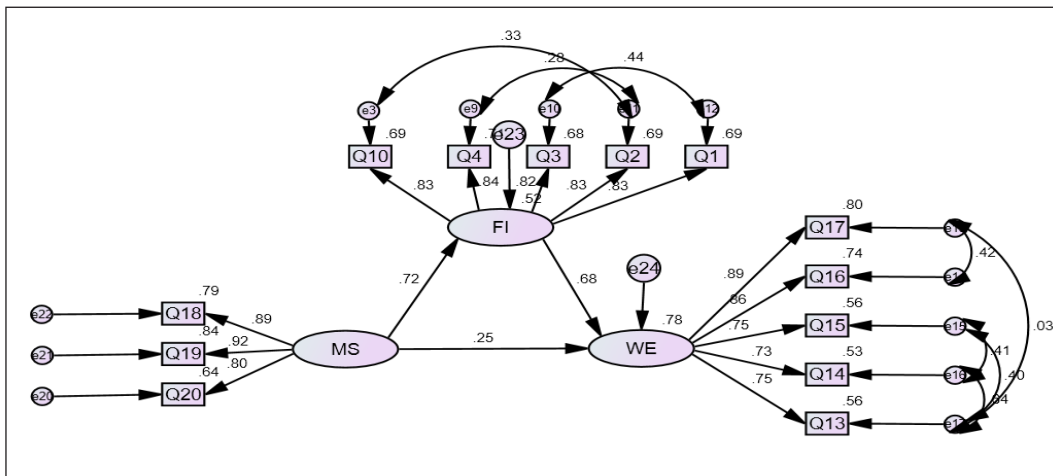 .33
.28
.44
e3
e9
e10
12
.69
.68
.69
.69
e23
Q10
Q4
Q3
Q2
Q1
.83
.84
.82
.83
.83
.52
FI
.80
Q17
.74
.42
Q16
.72
.68
e24
.89
.86
.56
.03
.79
e22
Q18
.89
.78
.75
Q15
e15
.84
.92
.41
e21
Q19
MS
.25
WE
.73
.53
.80
.75
Q14
e16
.40
.64
e20
Q20
.56
Q13